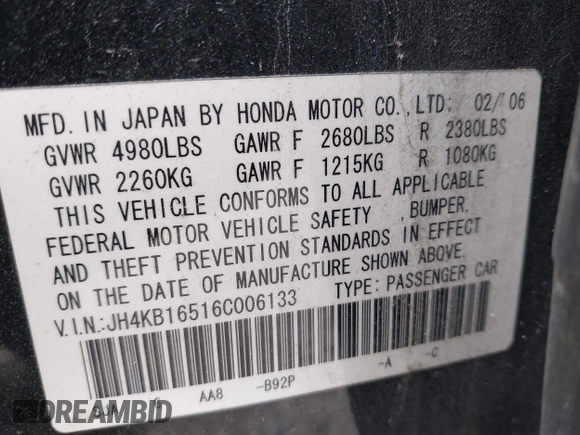 MFD. IN JAPAN BY HONDA MOTOR CO.,LTD. 02/'06
GVWR 4980LBS GAWR F 2680LBS R 2380LBS
GVWR 2260KG GAWR F 1215KG R 1080KG
THIS VEHICLE CONFORMS TO ALL APPLICABLE
FEDERAL MOTOR VEHICLE SAFETY ,BUMPER,
AND THEFT PREVENTION STANDARDS IN EFFECT
ON THE DATE OF MANUFACTURE SHOWN ABOVE.
V.I.N.:JH4KB16516C006133 TYPE: PASSENGER CAR
AA8 -B92P -A -C
DREAMBID